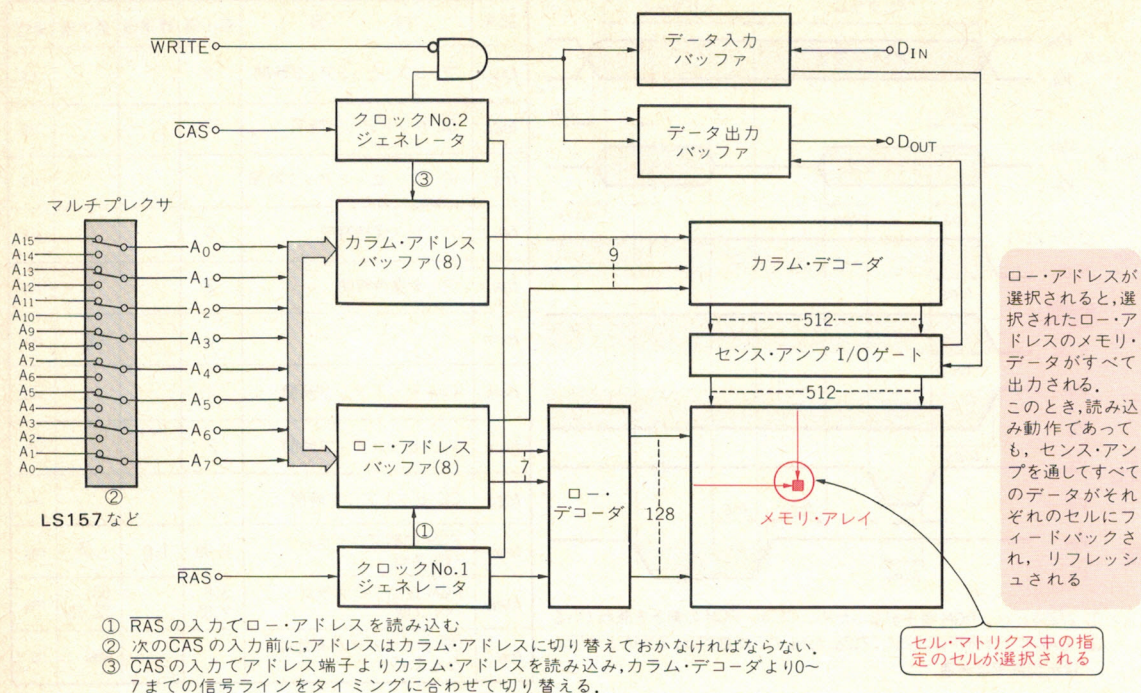 WRITE
CAS
クロックNo.2
ジェネレータ
データ入力
バッファ
D_IN
データ出力
バッファ
D_OUT
③
マルチプレクサ
A15
A14
A13
A12
A11
A10
A9
A8
A7
A6
A5
A4
A3
A2
A1
A0
②
LS157など
A0
A1
A2
A3
A4
A5
A6
A7
カラム・アドレス
バッファ(8)
9
カラム・デコーダ
512
センス・アンプ I/Oゲート
512
ロー・アドレス
バッファ(8)
7
①
ロー・
デコーダ
128
メモリ・アレイ
RAS
クロックNo.1
ジェネレータ
ロー・アドレスが
選択されると,選
択されたロー・ア
ドレスのメモリ・
データがすべて
出力される.
このとき,読み込
み動作であって
も, センス・アン
プを通してすべて
のデータがそれ
ぞれのセルにフ
ィードバックさ
れ, リフレッシ
ュされる
① RASの入力でロー・アドレスを読み込む
② 次のCASの入力前に,アドレスはカラム・アドレスに切り替えておかなければならない.
③ CASの入力でアドレス端子よりカラム・アドレスを読み込み,カラム・デコーダより0〜
7までの信号ラインをタイミングに合わせて切り替える.
セル・マトリクス中の指
定のセルが選択される